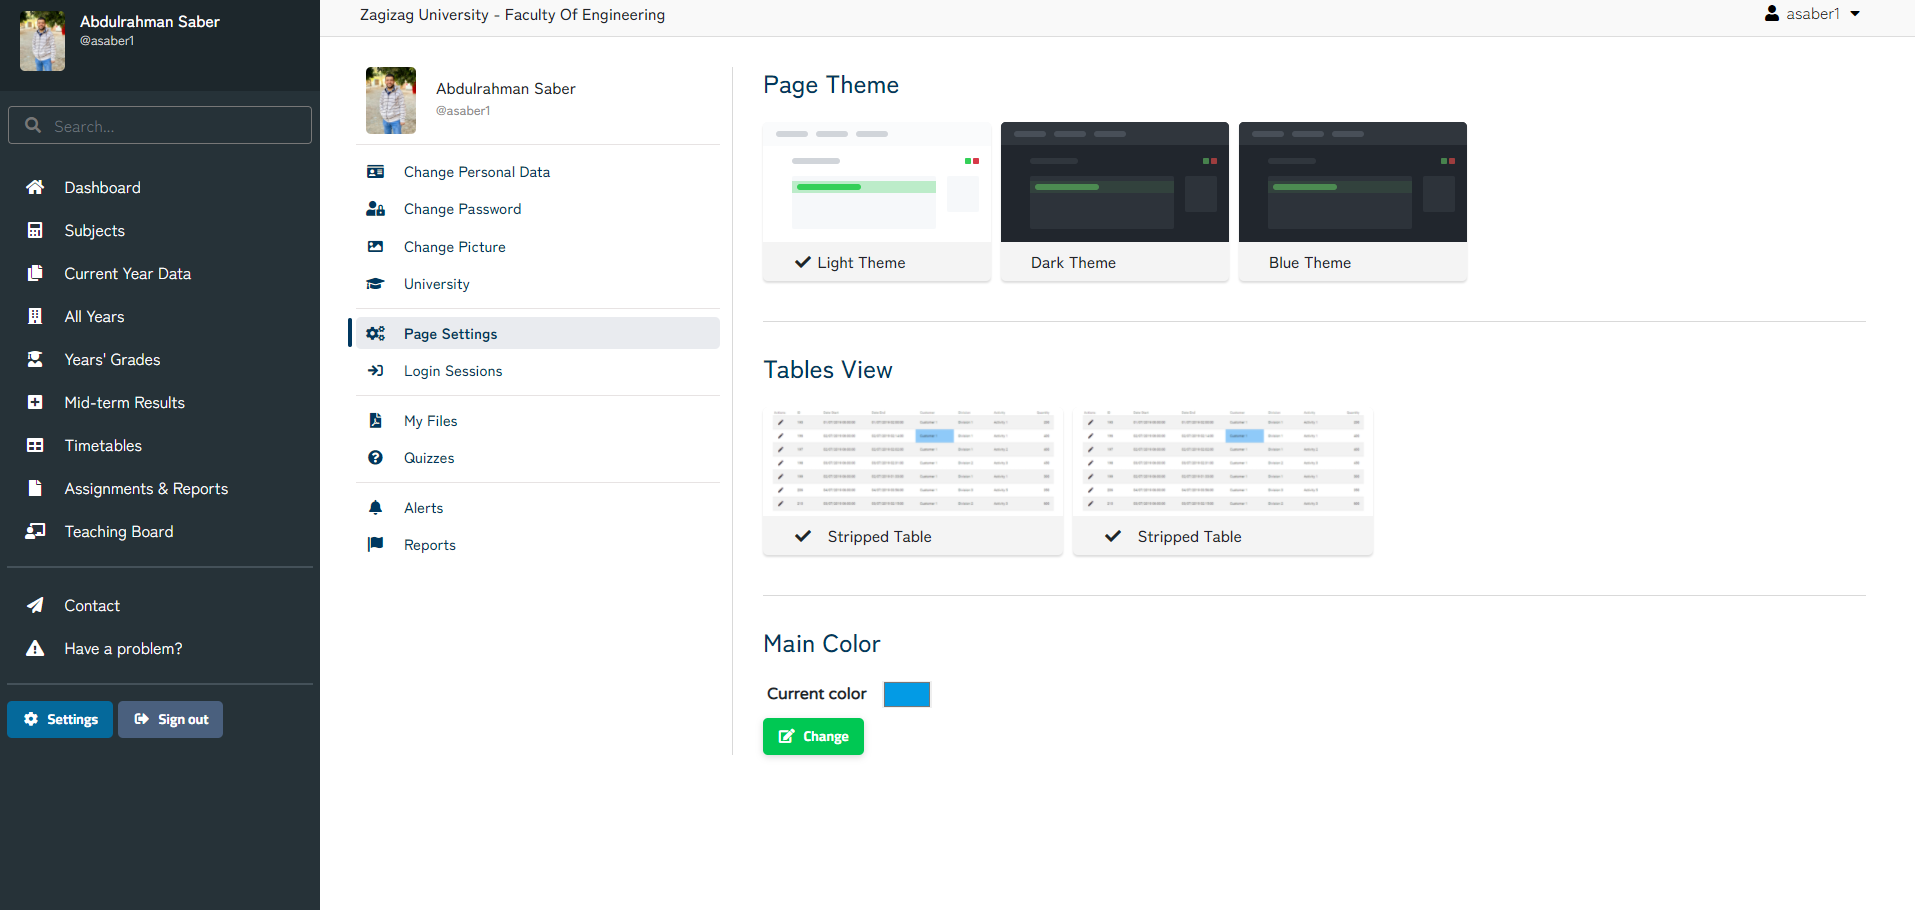 Abdulrahman Saber
@asaber1
Search...
Dashboard
Subjects
Current Year Data
All Years
Years' Grades
Mid-term Results
Timetables
Assignments & Reports
Teaching Board
Contact
Have a problem?
Settings
Sign out
Zagizag University - Faculty Of Engineering
asaber1
Abdulrahman Saber
@asaber1
Change Personal Data
Change Password
Change Picture
University
Page Settings
Login Sessions
My Files
Quizzes
Alerts
Reports
Page Theme
Light Theme
Dark Theme
Blue Theme
Tables View
Stripped Table
Stripped Table
Main Color
Current color
Change